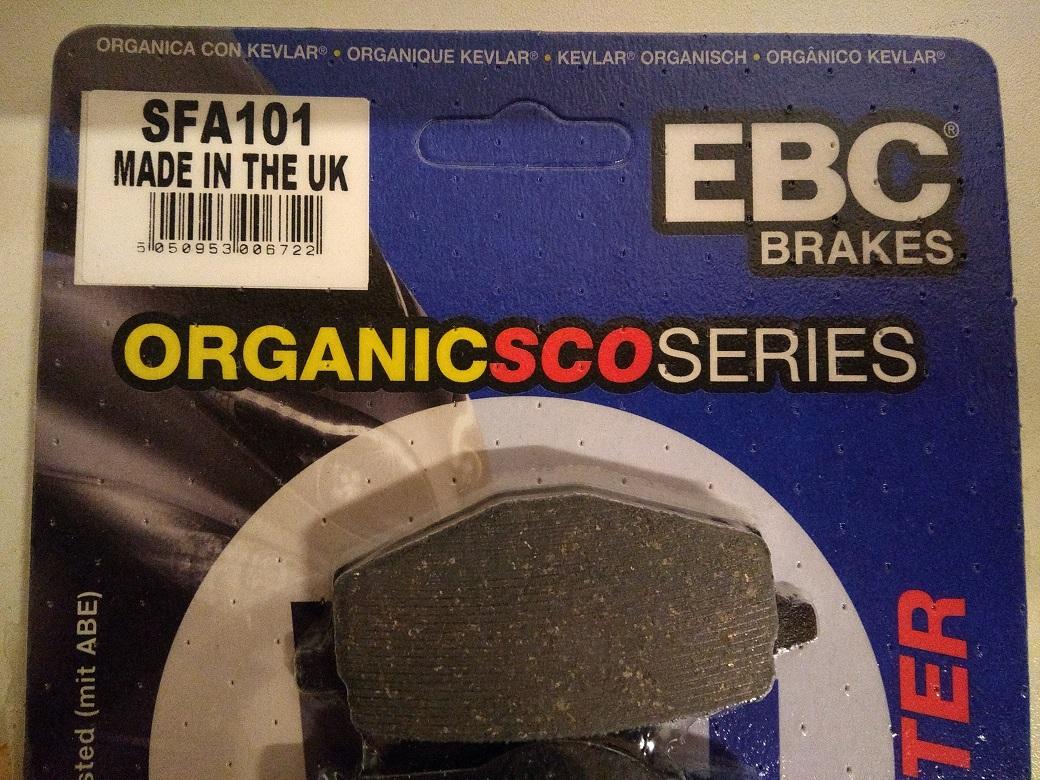 ORGANICA CON KEVLAR® • ORGANIQUE KEVLAR® • KEVLAR® ORGANISCH • ORGÂNICO KEVLAR®
SFA101
MADE IN THE UK
5 050953 006722
EBC®
BRAKES
ORGANICSCOSERIES
sted (mit ABE)
TER